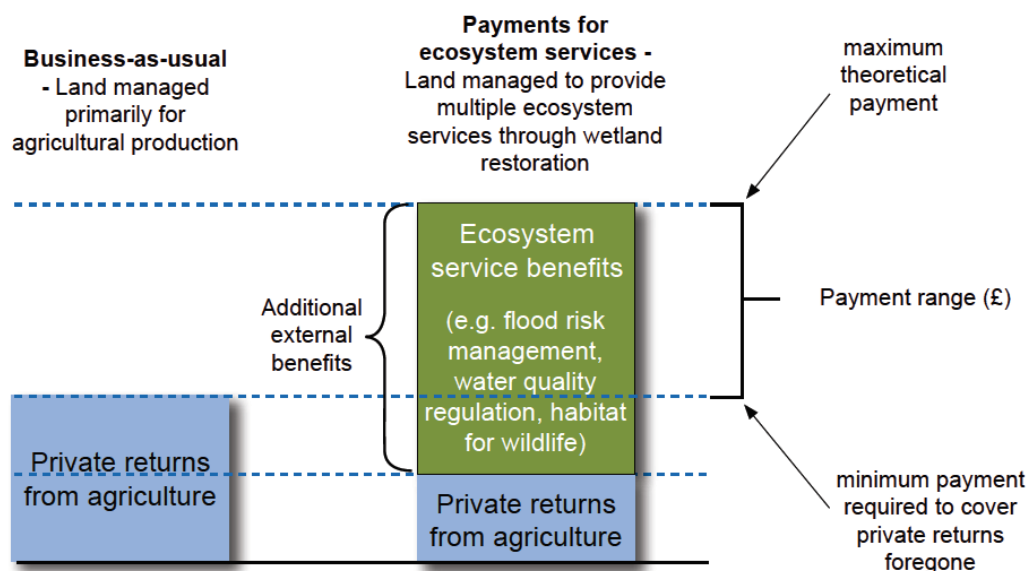 Business-as-usual
- Land managed
primarily for
agricultural production
Payments for
ecosystem services -
Land managed to provide
multiple ecosystem
services through wetland
restoration
maximum
theoretical
payment
Ecosystem
service benefits
(e.g. flood risk
management,
water quality
regulation, habitat
for wildlife)
Additional
external
benefits
Payment range (£)
Private returns
from agriculture
Private returns
from agriculture
minimum payment
required to cover
private returns
foregone